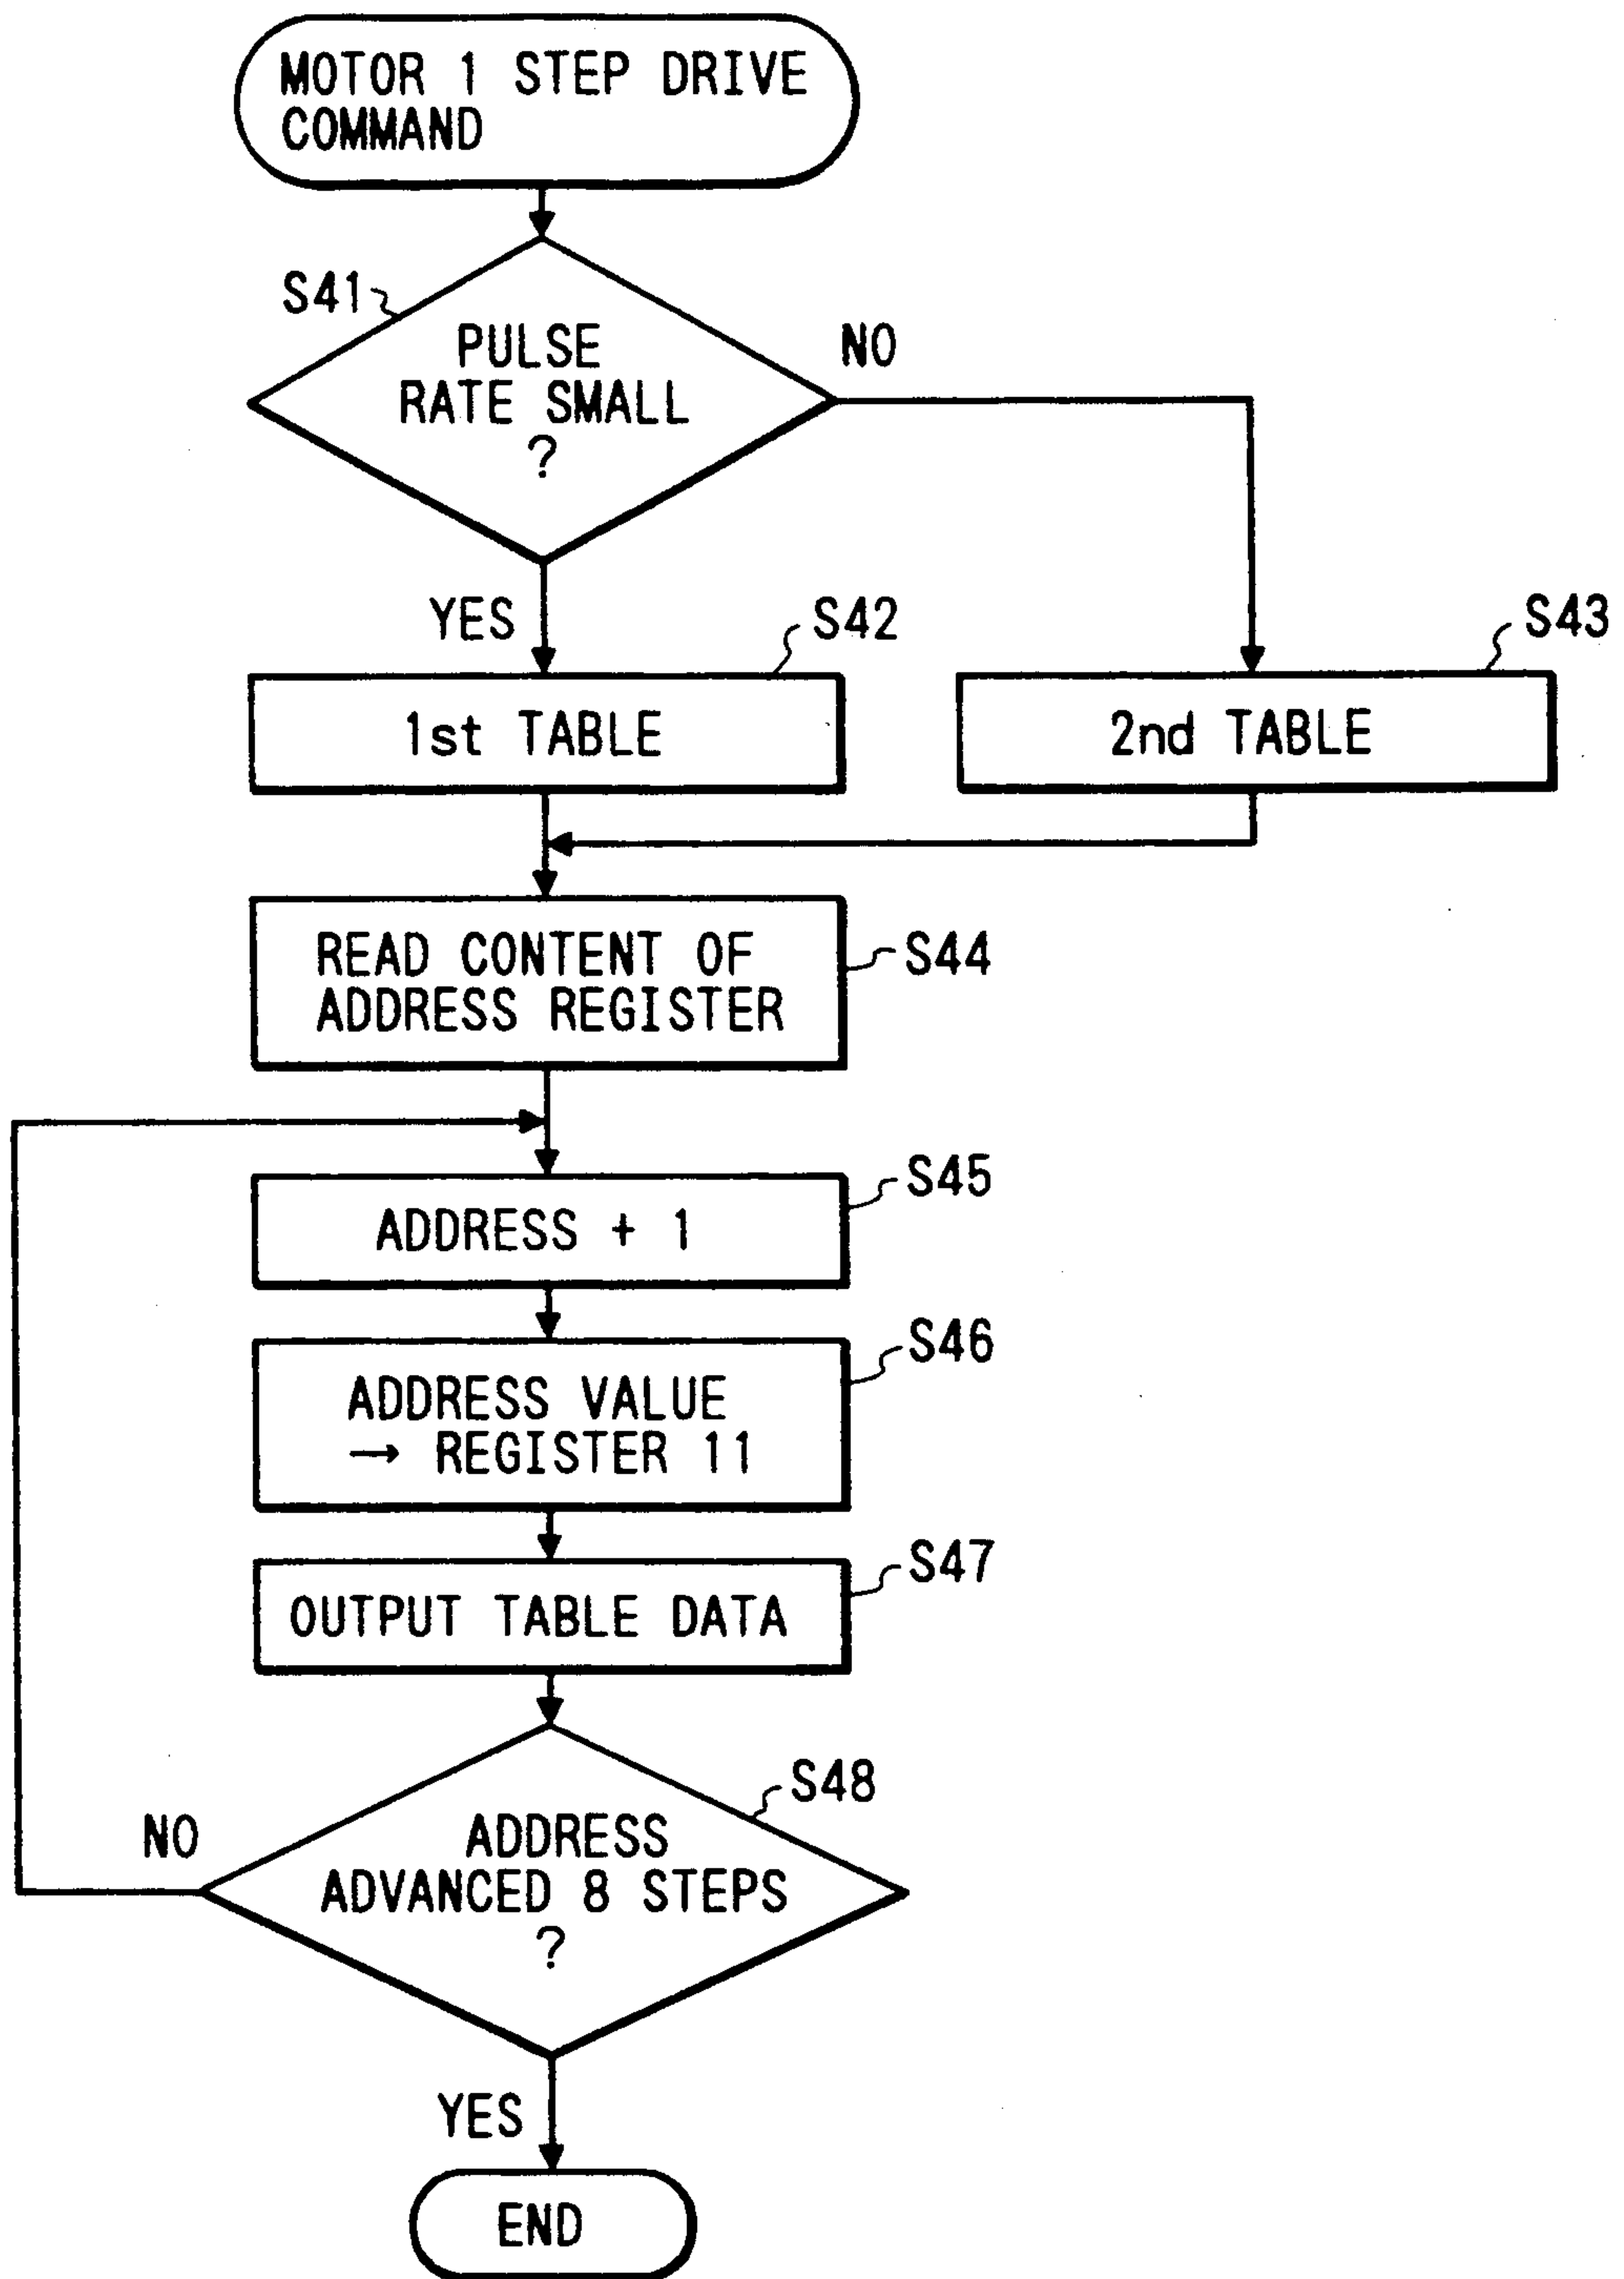 MOTOR 1 STEP DRIVE
COMMAND
S41
PULSE
RATE SMALL
?
NO
YES
S42
1st TABLE
S43
2nd TABLE
READ CONTENT OF
ADDRESS REGISTER
S44
S45
ADDRESS + 1
S46
ADDRESS VALUE
→ REGISTER 11
S47
OUTPUT TABLE DATA
S48
NO
ADDRESS
ADVANCED 8 STEPS
?
YES
END